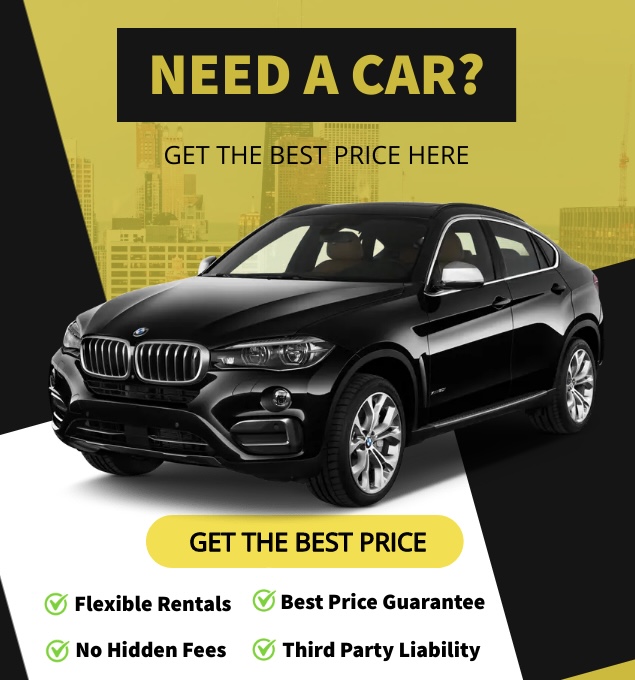 NEED A CAR?
GET THE BEST PRICE HERE
GET THE BEST PRICE
Flexible Rentals
Best Price Guarantee
No Hidden Fees
Third Party Liability